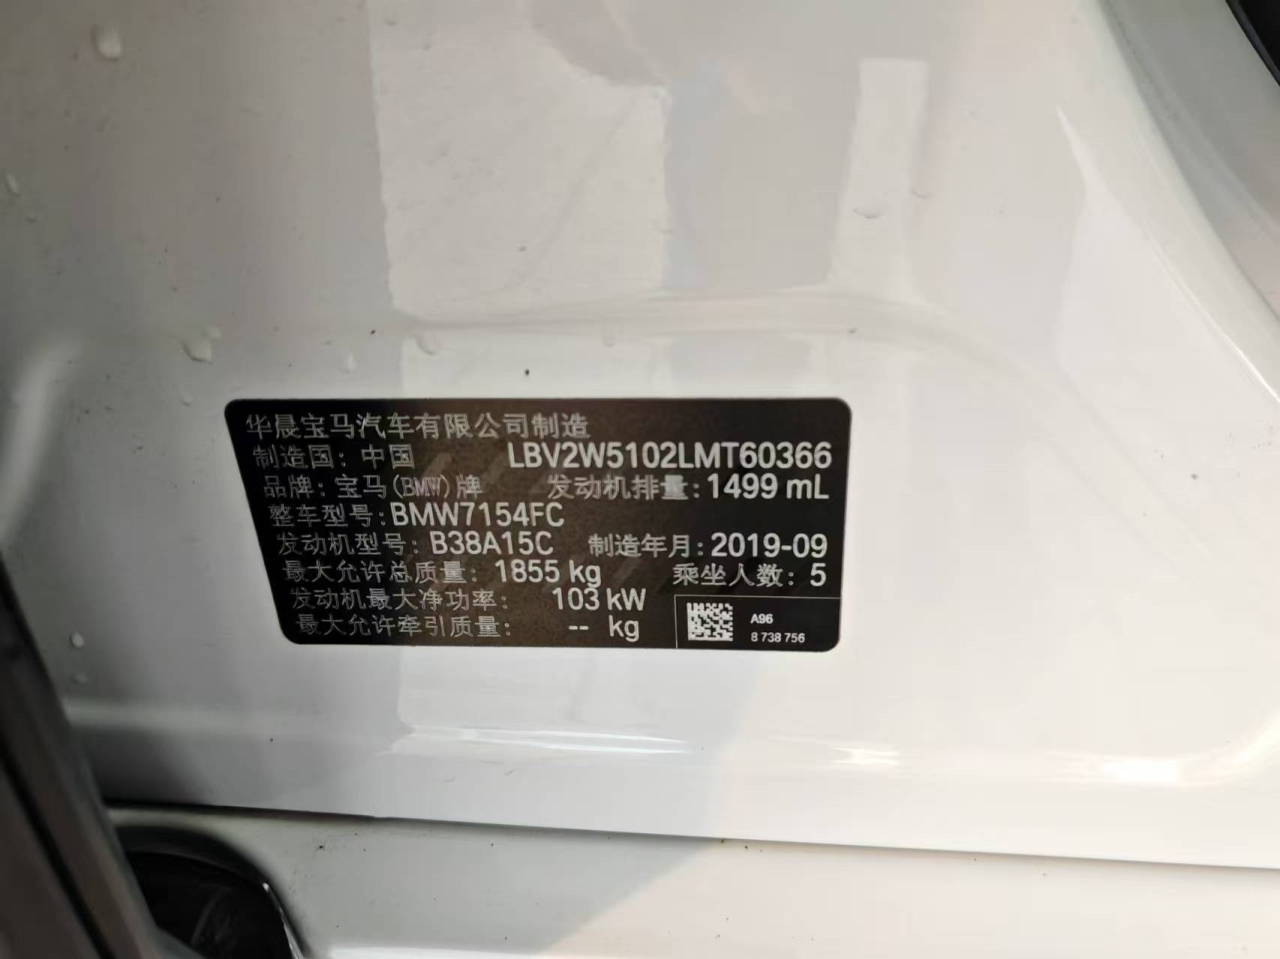 华晨宝马汽车有限公司制造
制造国: 中国 LBV2W5102LMT60366
品牌: 宝马(BMW)牌 发动机排量: 1499 mL
整车型号: BMW7154FC
发动机型号: B38A15C 制造年月: 2019-09
最大允许总质量: 1855 kg 乘坐人数: 5
发动机最大净功率: 103 kW
最大允许牵引质量: -- kg
A96
8 738 756